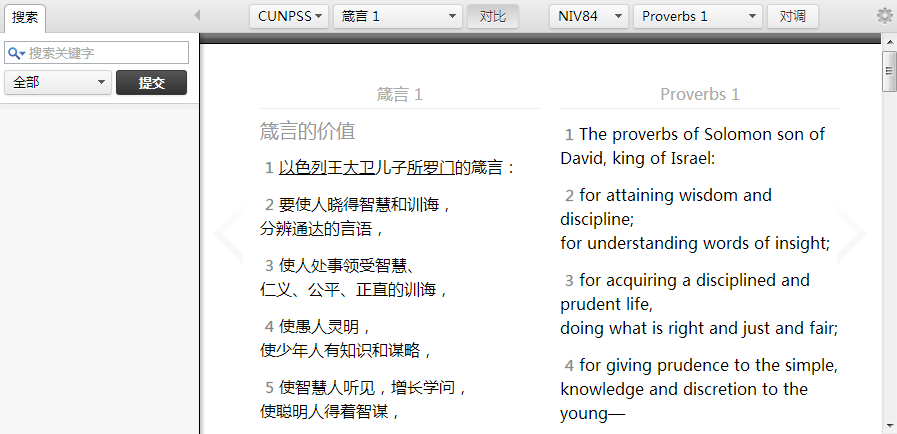 搜索
CUNPSS
箴言 1
对比
NIV84
Proverbs 1
对调
搜索关键字
全部
提交
箴言 1
箴言的价值
1 以色列王大卫儿子所罗门的箴言：
2 要使人晓得智慧和训诲，
分辨通达的言语，
3 使人处事领受智慧、
仁义、公平、正直的训诲，
4 使愚人灵明，
使少年人有知识和谋略，
5 使智慧人听见，增长学问，
使聪明人得着智谋，
Proverbs 1
1 The proverbs of Solomon son of
David, king of Israel:
2 for attaining wisdom and
discipline;
for understanding words of insight;
3 for acquiring a disciplined and
prudent life,
doing what is right and just and fair;
4 for giving prudence to the simple,
knowledge and discretion to the
young—